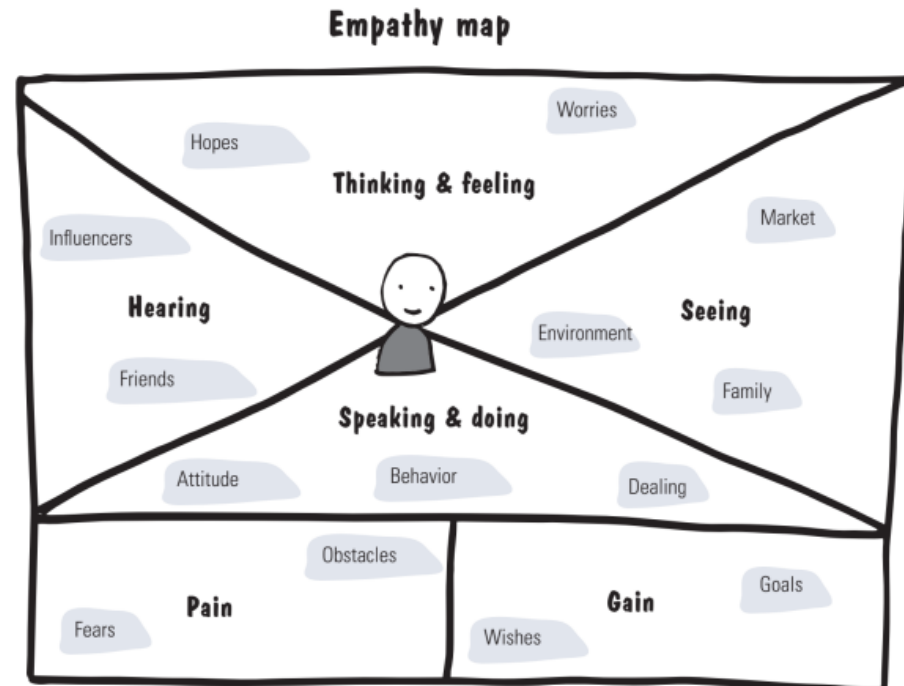 Empathy map
Worries
Hopes
Thinking & feeling
Market
Influencers
Hearing
Seeing
Environment
Friends
Family
Speaking & doing
Attitude
Behavior
Dealing
Obstacles
Pain
Fears
Goals
Gain
Wishes